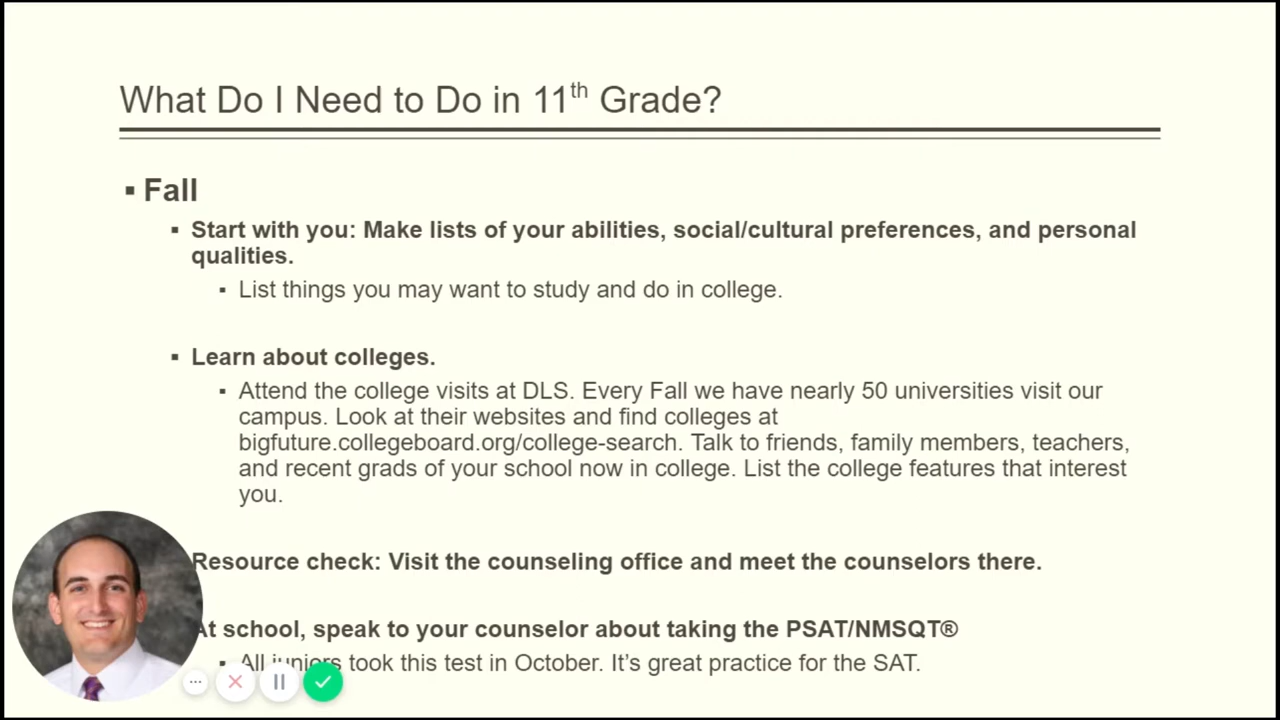 What Do I Need to Do in 11th Grade?
▪ Fall
▪ Start with you: Make lists of your abilities, social/cultural preferences, and personal
qualities.
▪ List things you may want to study and do in college.
▪ Learn about colleges.
▪ Attend the college visits at DLS. Every Fall we have nearly 50 universities visit our
campus. Look at their websites and find colleges at
bigfuture.collegeboard.org/college-search. Talk to friends, family members, teachers,
and recent grads of your school now in college. List the college features that interest
you.
Resource check: Visit the counseling office and meet the counselors there.
At school, speak to your counselor about taking the PSAT/NMSQT®
▪ All juniors took this test in October. It’s great practice for the SAT.